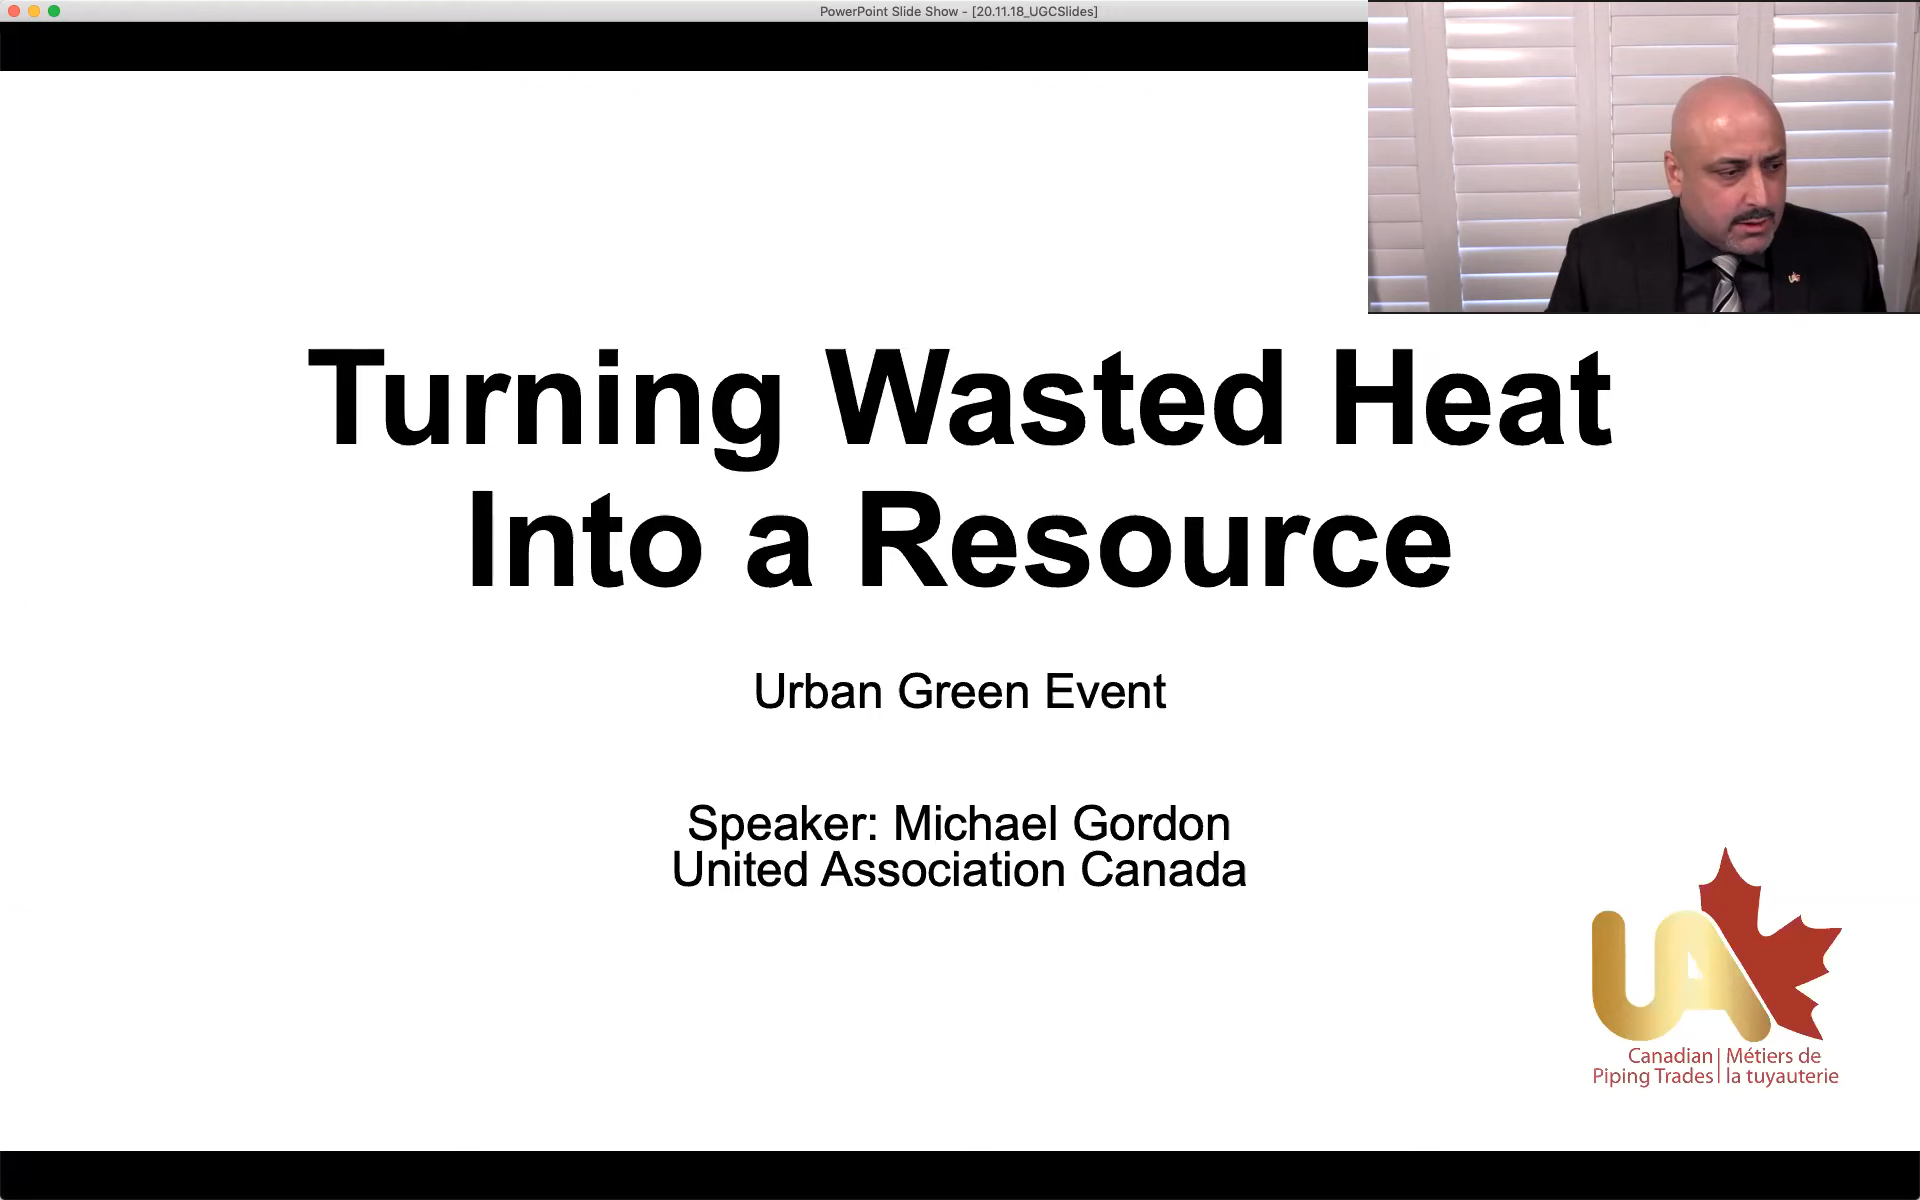 PowerPoint Slide Show - [20.11.18_UGCSlides]
Turning Wasted Heat
Into a Resource
Urban Green Event
Speaker: Michael Gordon
United Association Canada
UA
Canadian | Métiers de
Piping Trades | la tuyauterie